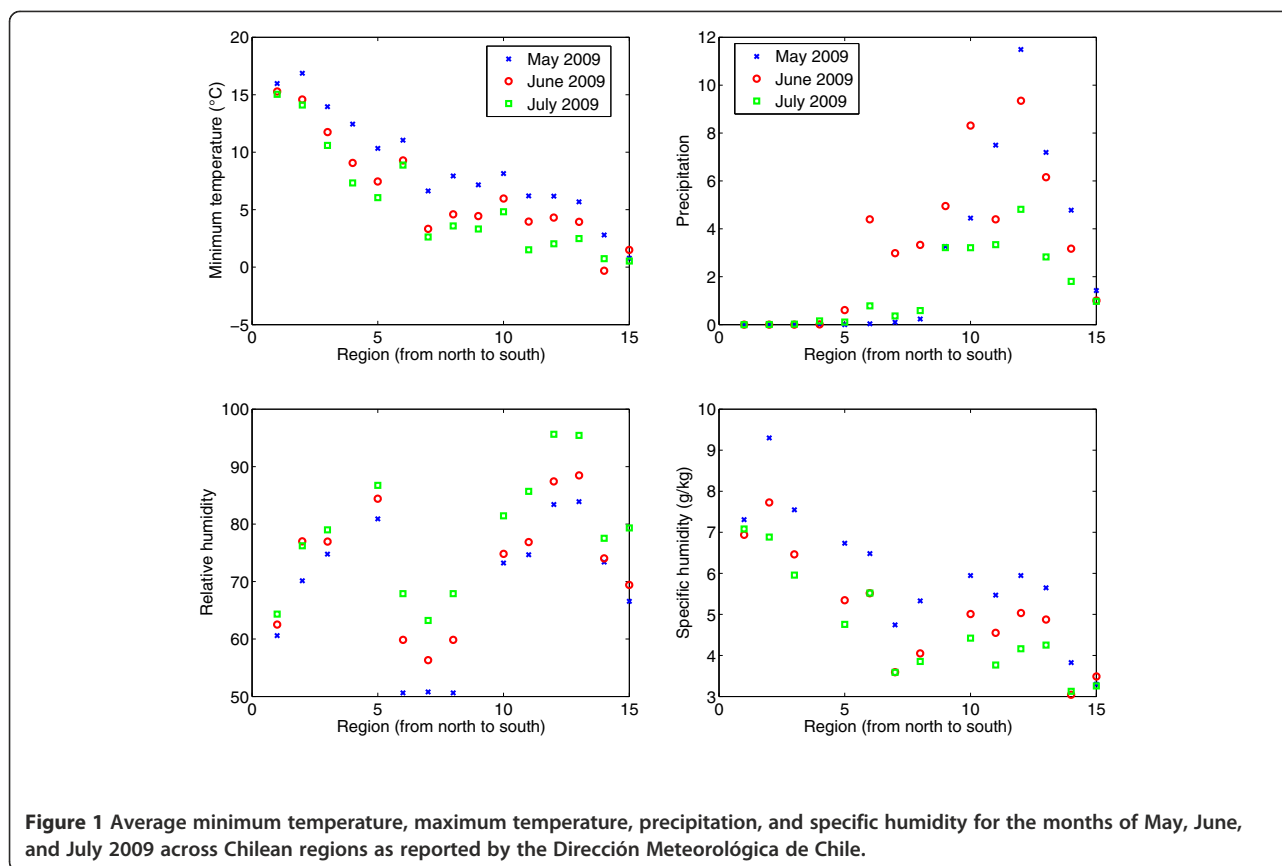 20
15
10
5
0
−5
Minimum temperature (°C)
May 2009
June 2009
July 2009
0
5
10
15
Region (from north to south)
12
10
8
6
4
2
0
Precipitation
May 2009
June 2009
July 2009
0
5
10
15
Region (from north to south)
100
90
80
70
60
50
Relative humidity
0
5
10
15
Region (from north to south)
10
9
8
7
6
5
4
3
Specific humidity (g/kg)
0
5
10
15
Region (from north to south)
Figure 1 Average minimum temperature, maximum temperature, precipitation, and specific humidity for the months of May, June,
and July 2009 across Chilean regions as reported by the Dirección Meteorológica de Chile.